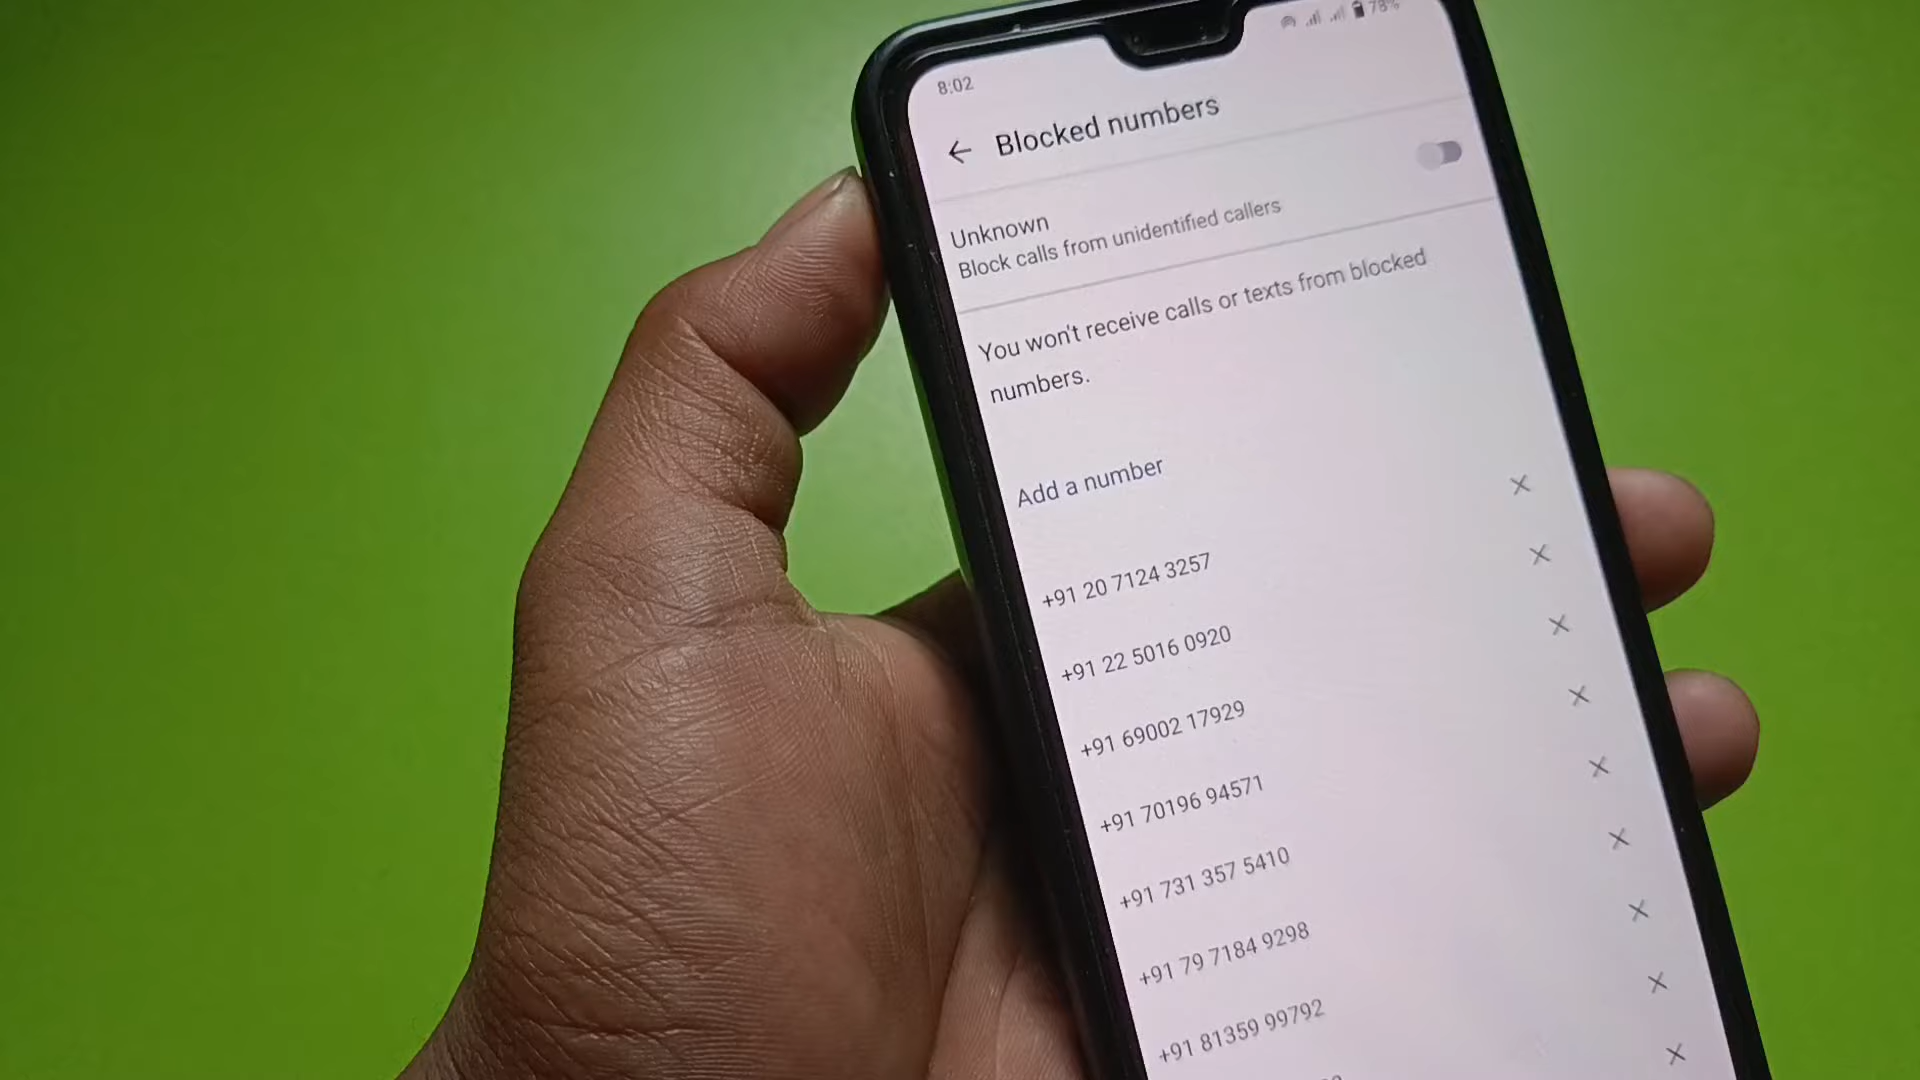 8:02
78%
Blocked numbers
Unknown
Block calls from unidentified callers
You won't receive calls or texts from blocked
numbers.
Add a number
+91 20 7124 3257
+91 22 5016 0920
+91 69002 17929
+91 70196 94571
+91 731 357 5410
+91 79 7184 9298
+91 81359 99792